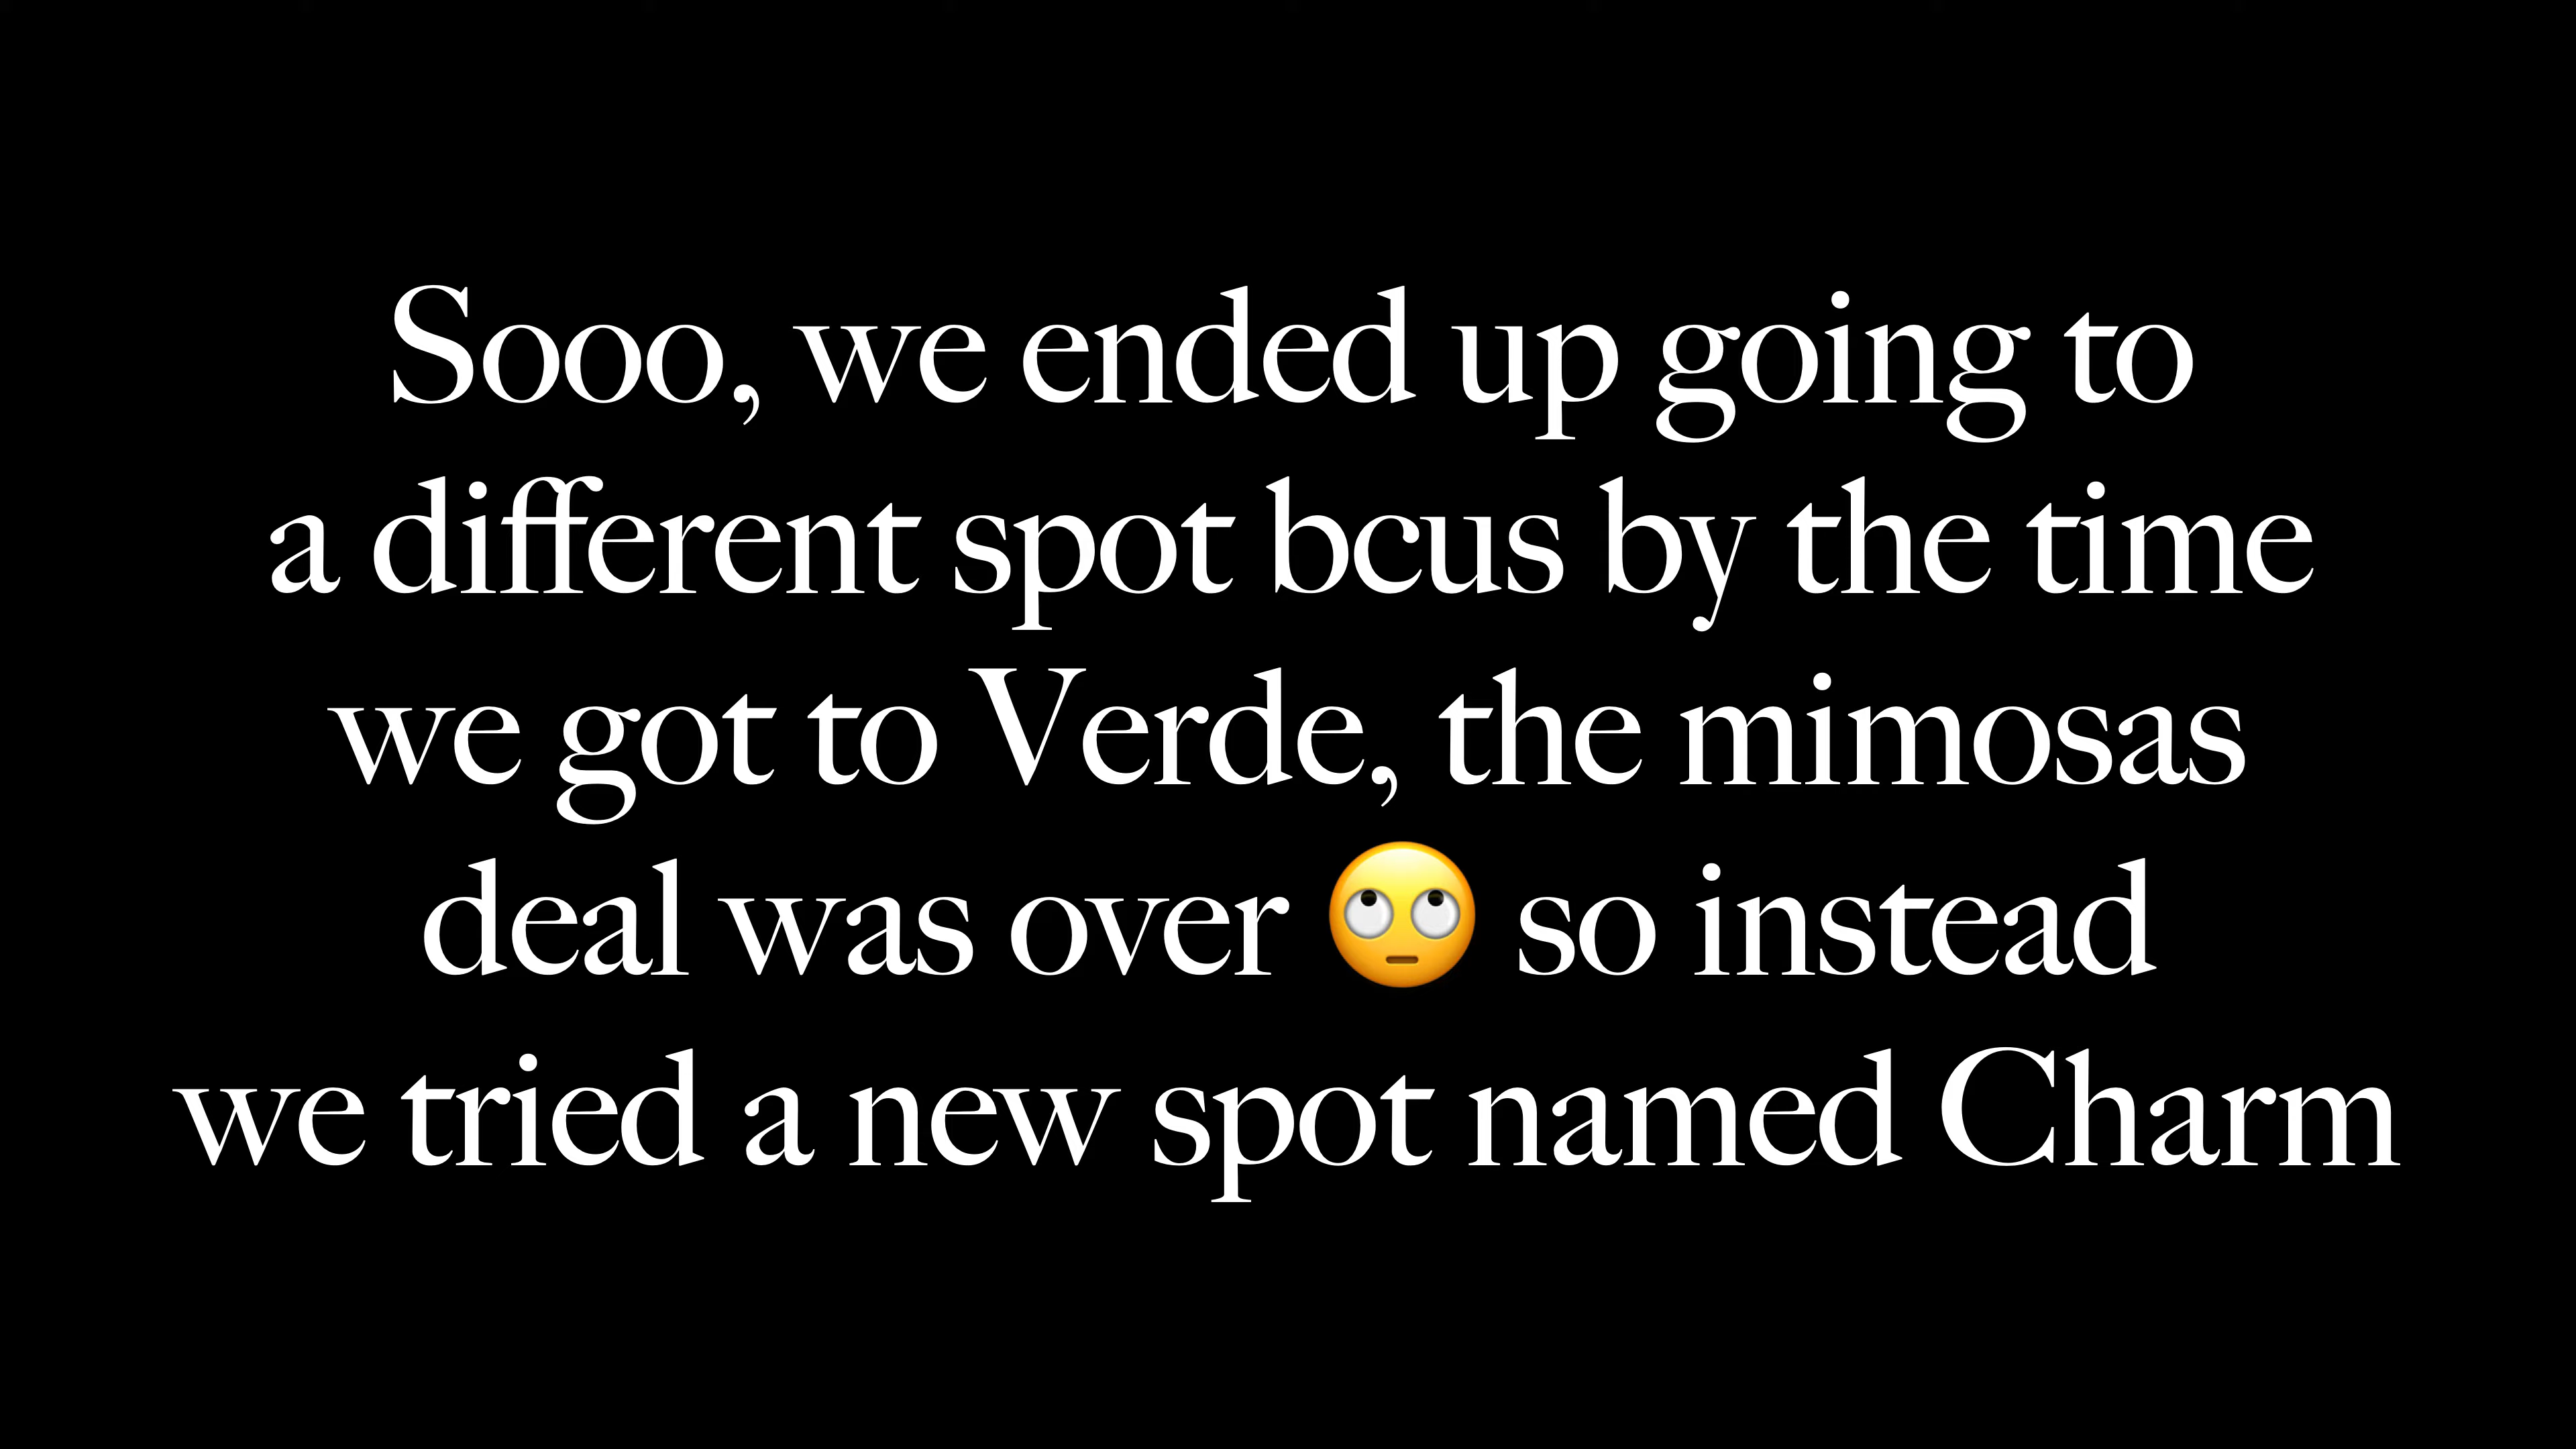 Sooo, we ended up going to
a different spot bcus by the time
we got to Verde, the mimosas
deal was over 🙄 so instead
we tried a new spot named Charm